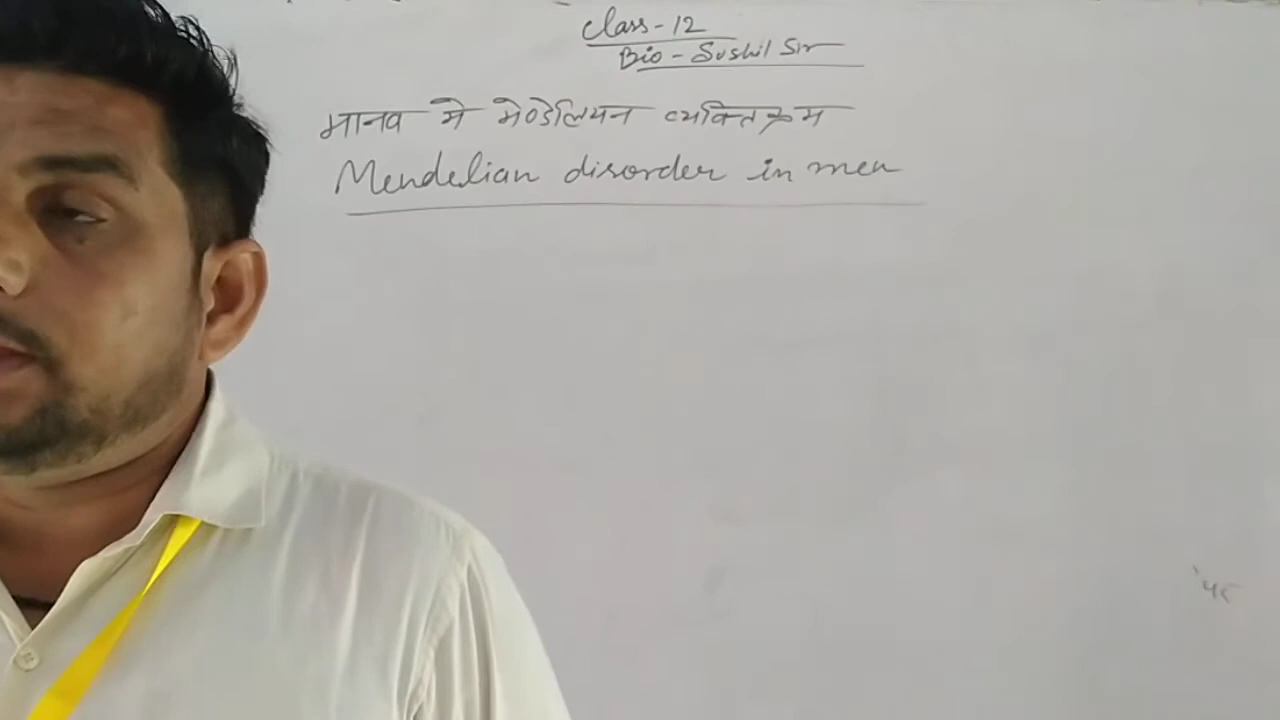 Class-12
Bio - Sushil Sir
मानव मे मेण्डेलियन व्यक्तिक्रम
Mendelian disorder in men